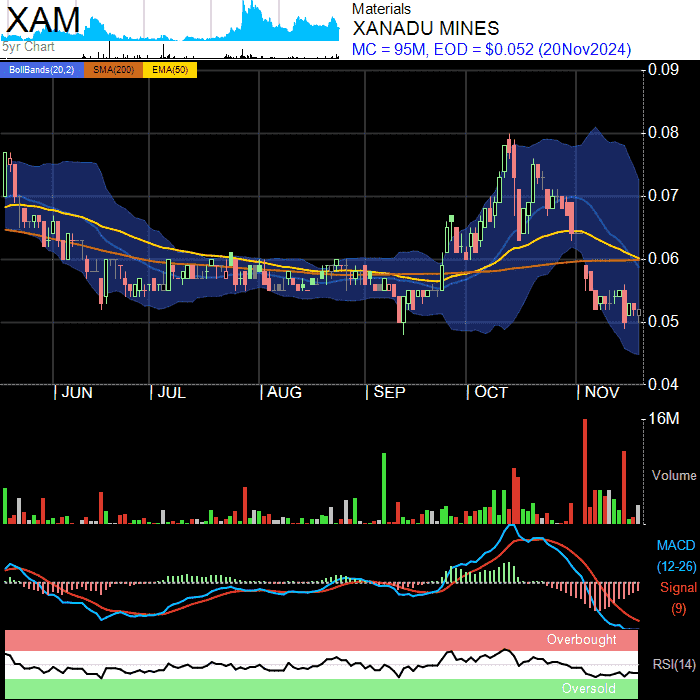 XAM
5yr Chart
Materials
XANADU MINES
MC = 95M, EOD = $0.052 (20Nov2024)
BollBands(20,2) SMA(200) EMA(50)
0.09
0.08
0.07
0.06
0.05
0.04
JUN JUL AUG SEP OCT NOV
16M
Volume
MACD
(12-26)
Signal
(9)
Overbought
RSI(14)
Oversold